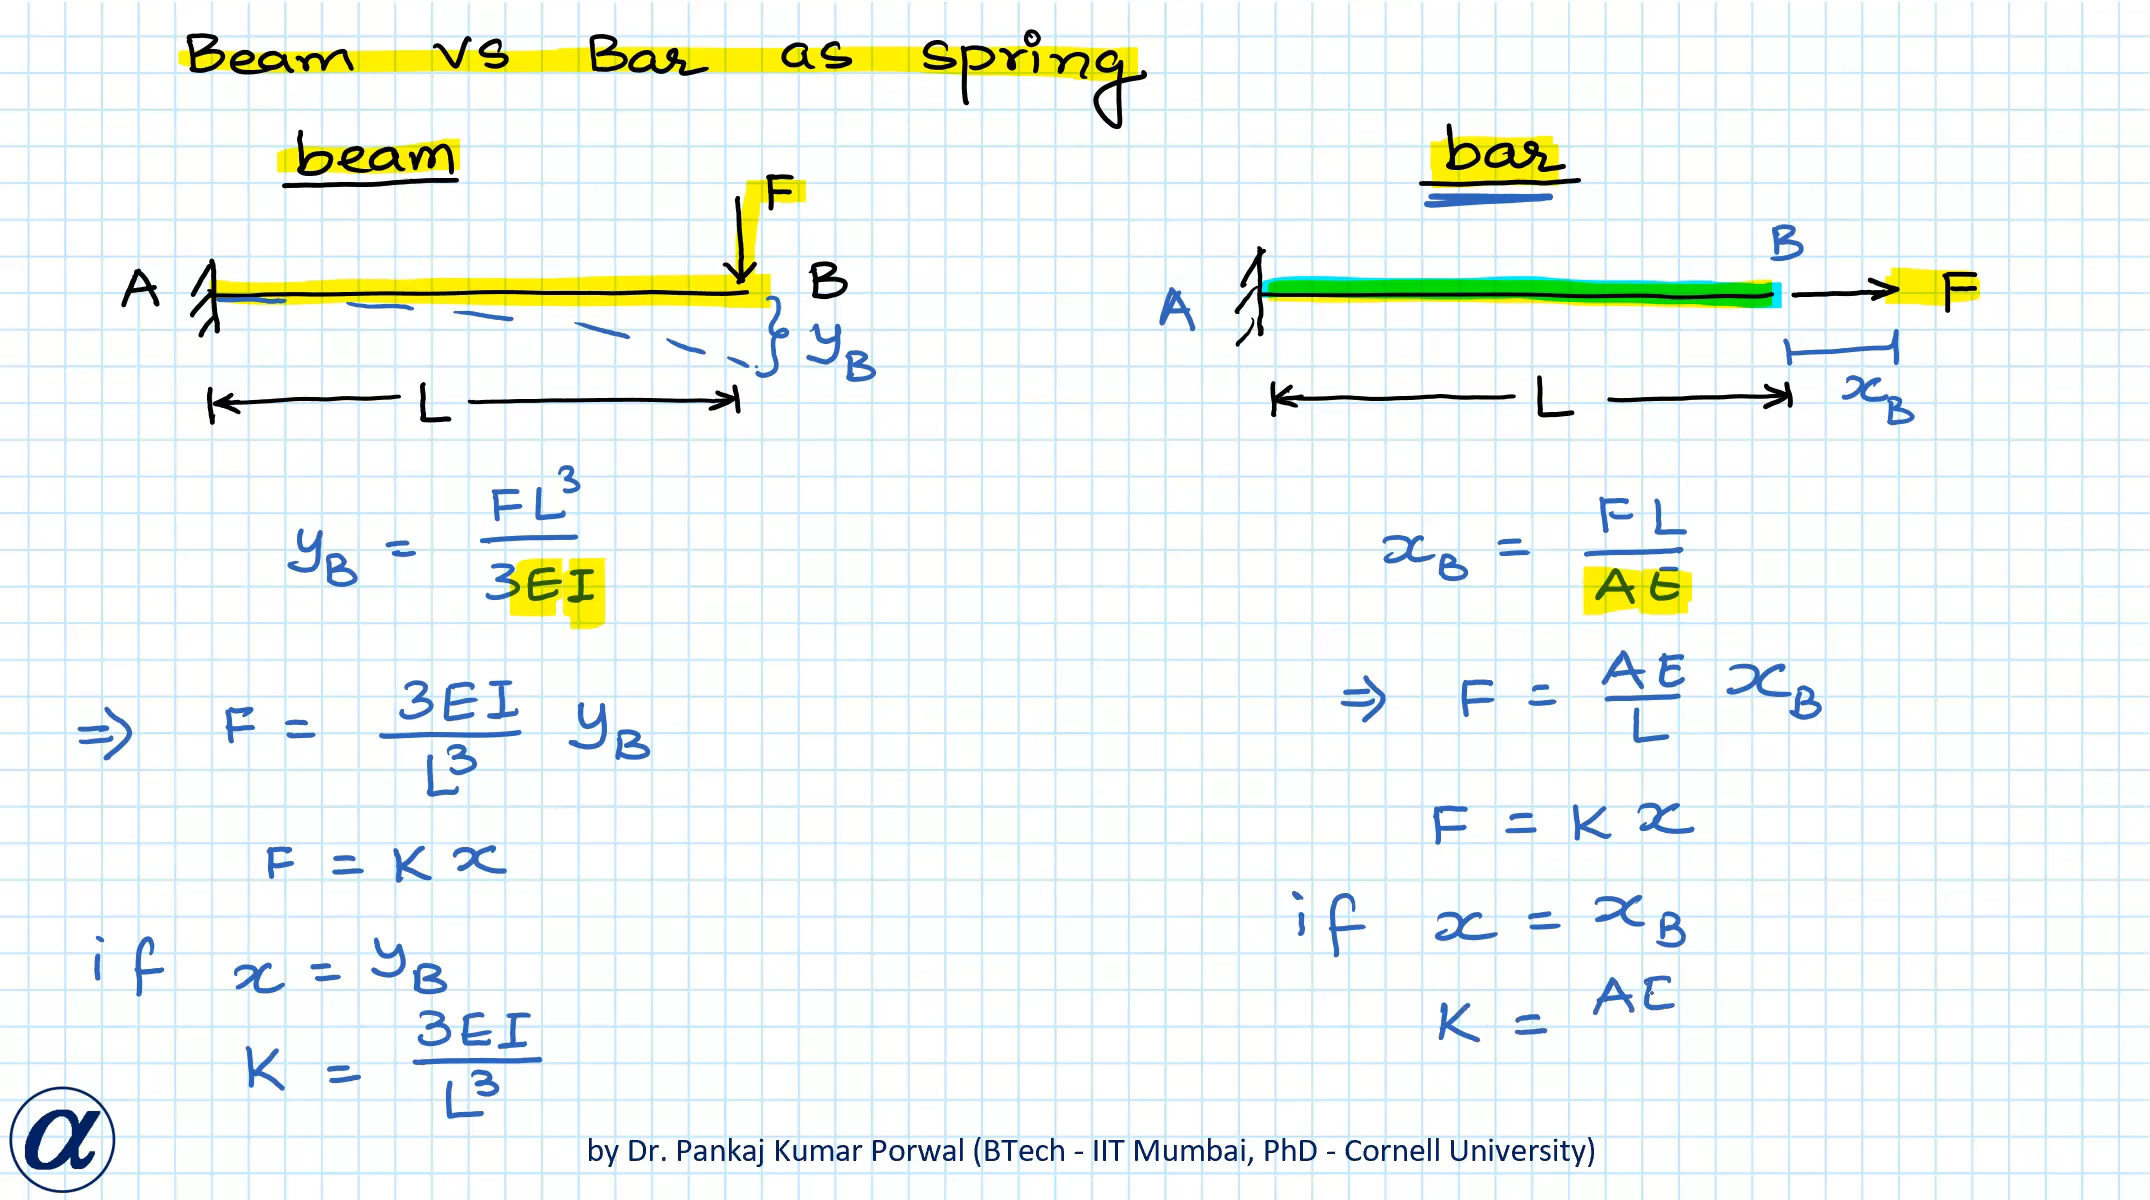 Beam vs Bar as spring
beam
F
A
B
y_B
L
y_B = FL³ / 3EI
⇒ F = 3EI / L³ y_B
F = K x
if x = y_B
K = 3EI / L³
bar
B
A
F
x_B
L
x_B = FL / AE
⇒ F = AE / L x_B
F = K x
if x = x_B
K = AE
α
by Dr. Pankaj Kumar Porwal (BTech - IIT Mumbai, PhD - Cornell University)